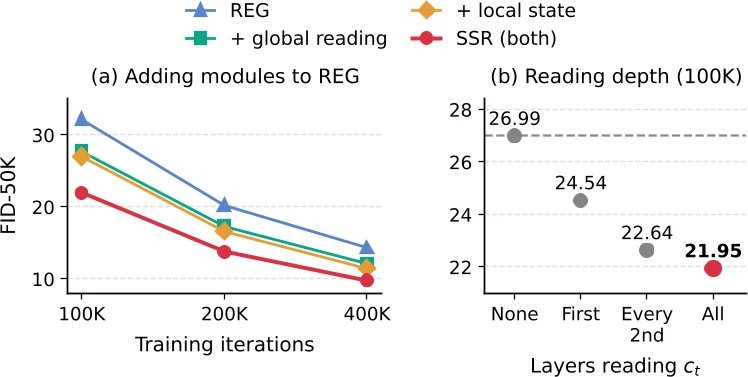 REG
+ global reading
+ local state
SSR (both)
(a) Adding modules to REG
FID-50K
30
20
10
100K
200K
400K
Training iterations
(b) Reading depth (100K)
28
26
24
22
26.99
24.54
22.64
21.95
None
First
Every
2nd
All
Layers reading cₜ